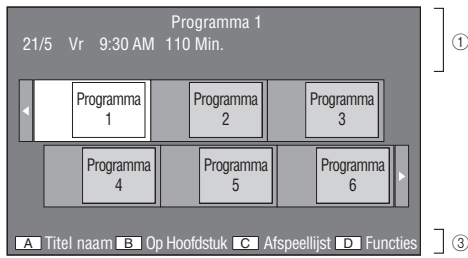 Programma 1
21/5 Vr 9:30 AM 110 Min.
①
Programma 1
Programma 2
Programma 3
Programma 4
Programma 5
Programma 6
A Titel naam B Op Hoofdstuk C Afspeellijst D Functies
③